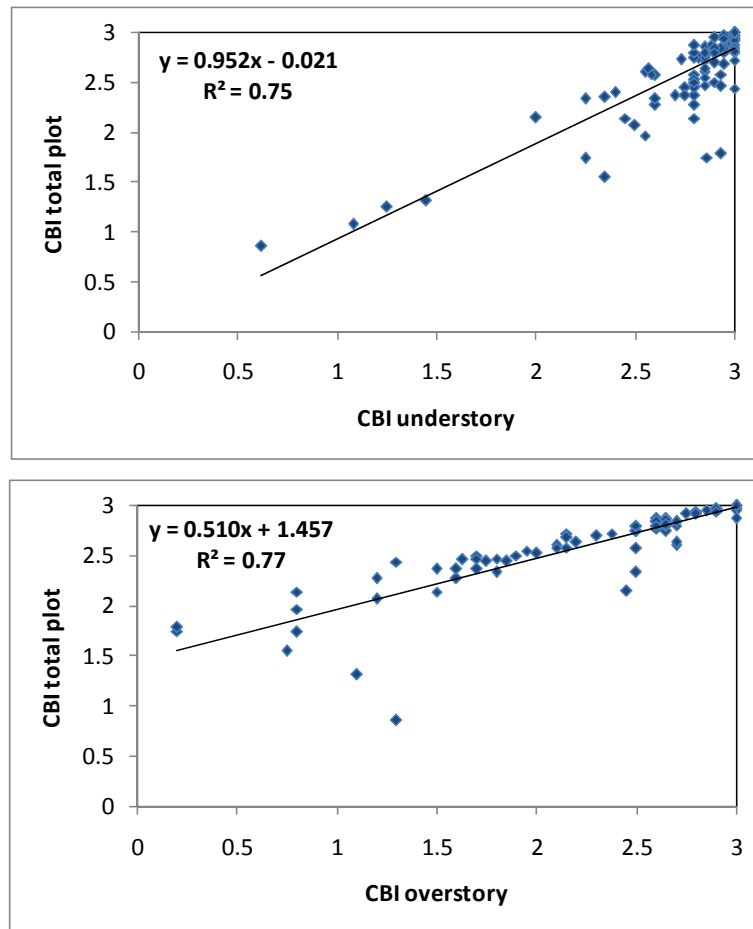 y = 0.952x - 0.021
R² = 0.75
CBI total plot
3
2.5
2
1.5
1
0.5
0
0 0.5 1 1.5 2 2.5 3
CBI understory
y = 0.510x + 1.457
R² = 0.77
CBI total plot
3
2.5
2
1.5
1
0.5
0
0 0.5 1 1.5 2 2.5 3
CBI overstory